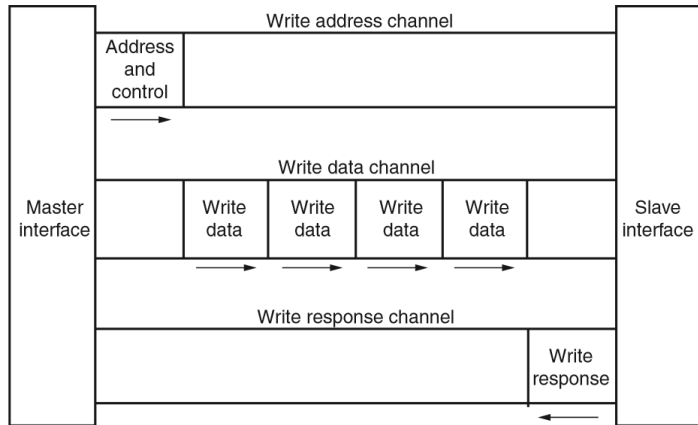 Write address channel
Address
and
control
Write data channel
Master
interface
Write
data
Write
data
Write
data
Write
data
Slave
interface
Write response channel
Write
response